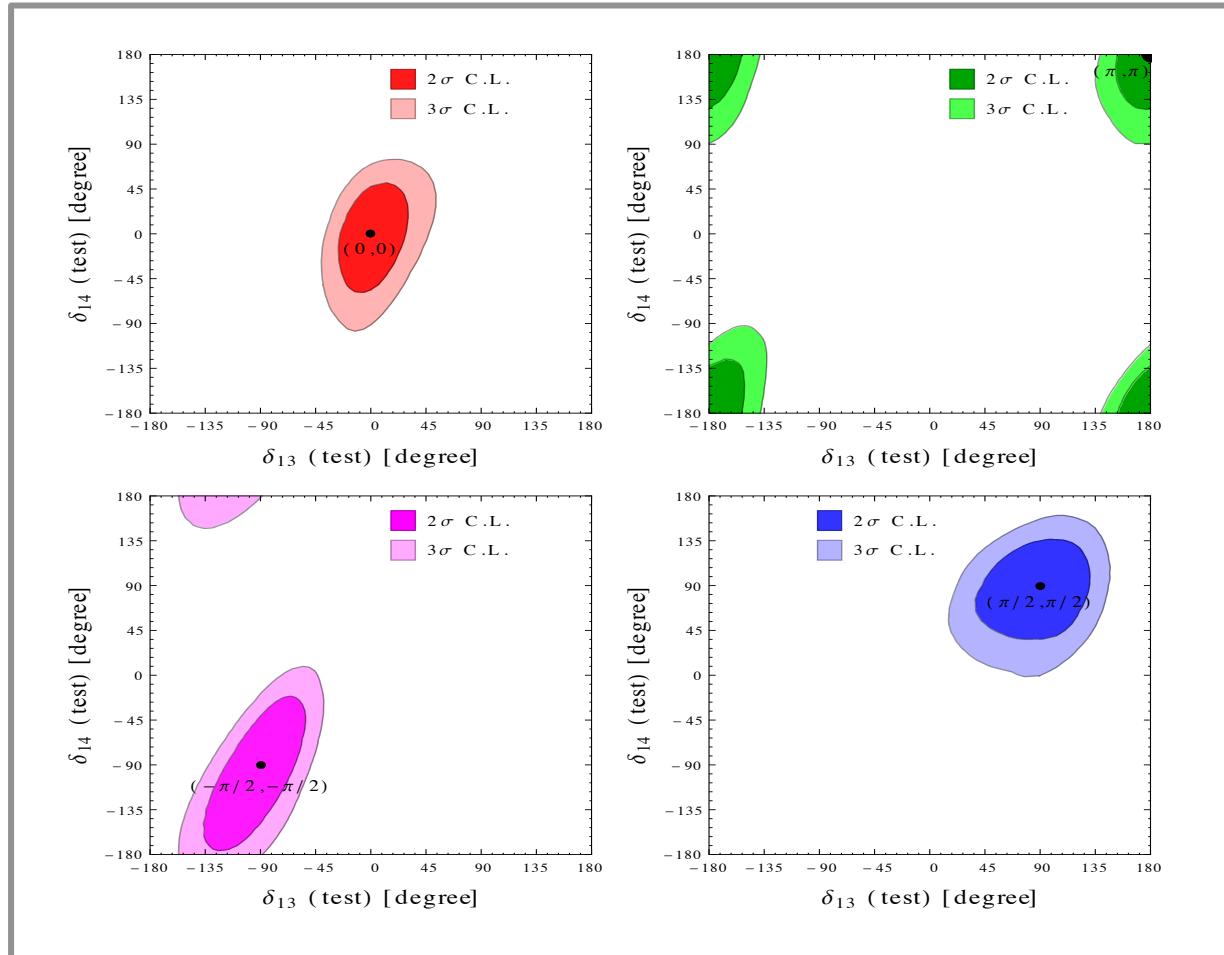 2σ C.L.
3σ C.L.
(0,0)
180
135
90
45
0
−45
−90
−135
−180
−180 −135 −90 −45 0 45 90 135 180
δ14 (test) [degree]
δ13 (test) [degree]
2σ C.L.
3σ C.L.
(π,π)
180
135
90
45
0
−45
−90
−135
−180
−180 −135 −90 −45 0 45 90 135 180
δ14 (test) [degree]
δ13 (test) [degree]
2σ C.L.
3σ C.L.
(−π/2,−π/2)
180
135
90
45
0
−45
−90
−135
−180
−180 −135 −90 −45 0 45 90 135 180
δ14 (test) [degree]
δ13 (test) [degree]
2σ C.L.
3σ C.L.
(π/2,π/2)
180
135
90
45
0
−45
−90
−135
−180
−180 −135 −90 −45 0 45 90 135 180
δ14 (test) [degree]
δ13 (test) [degree]